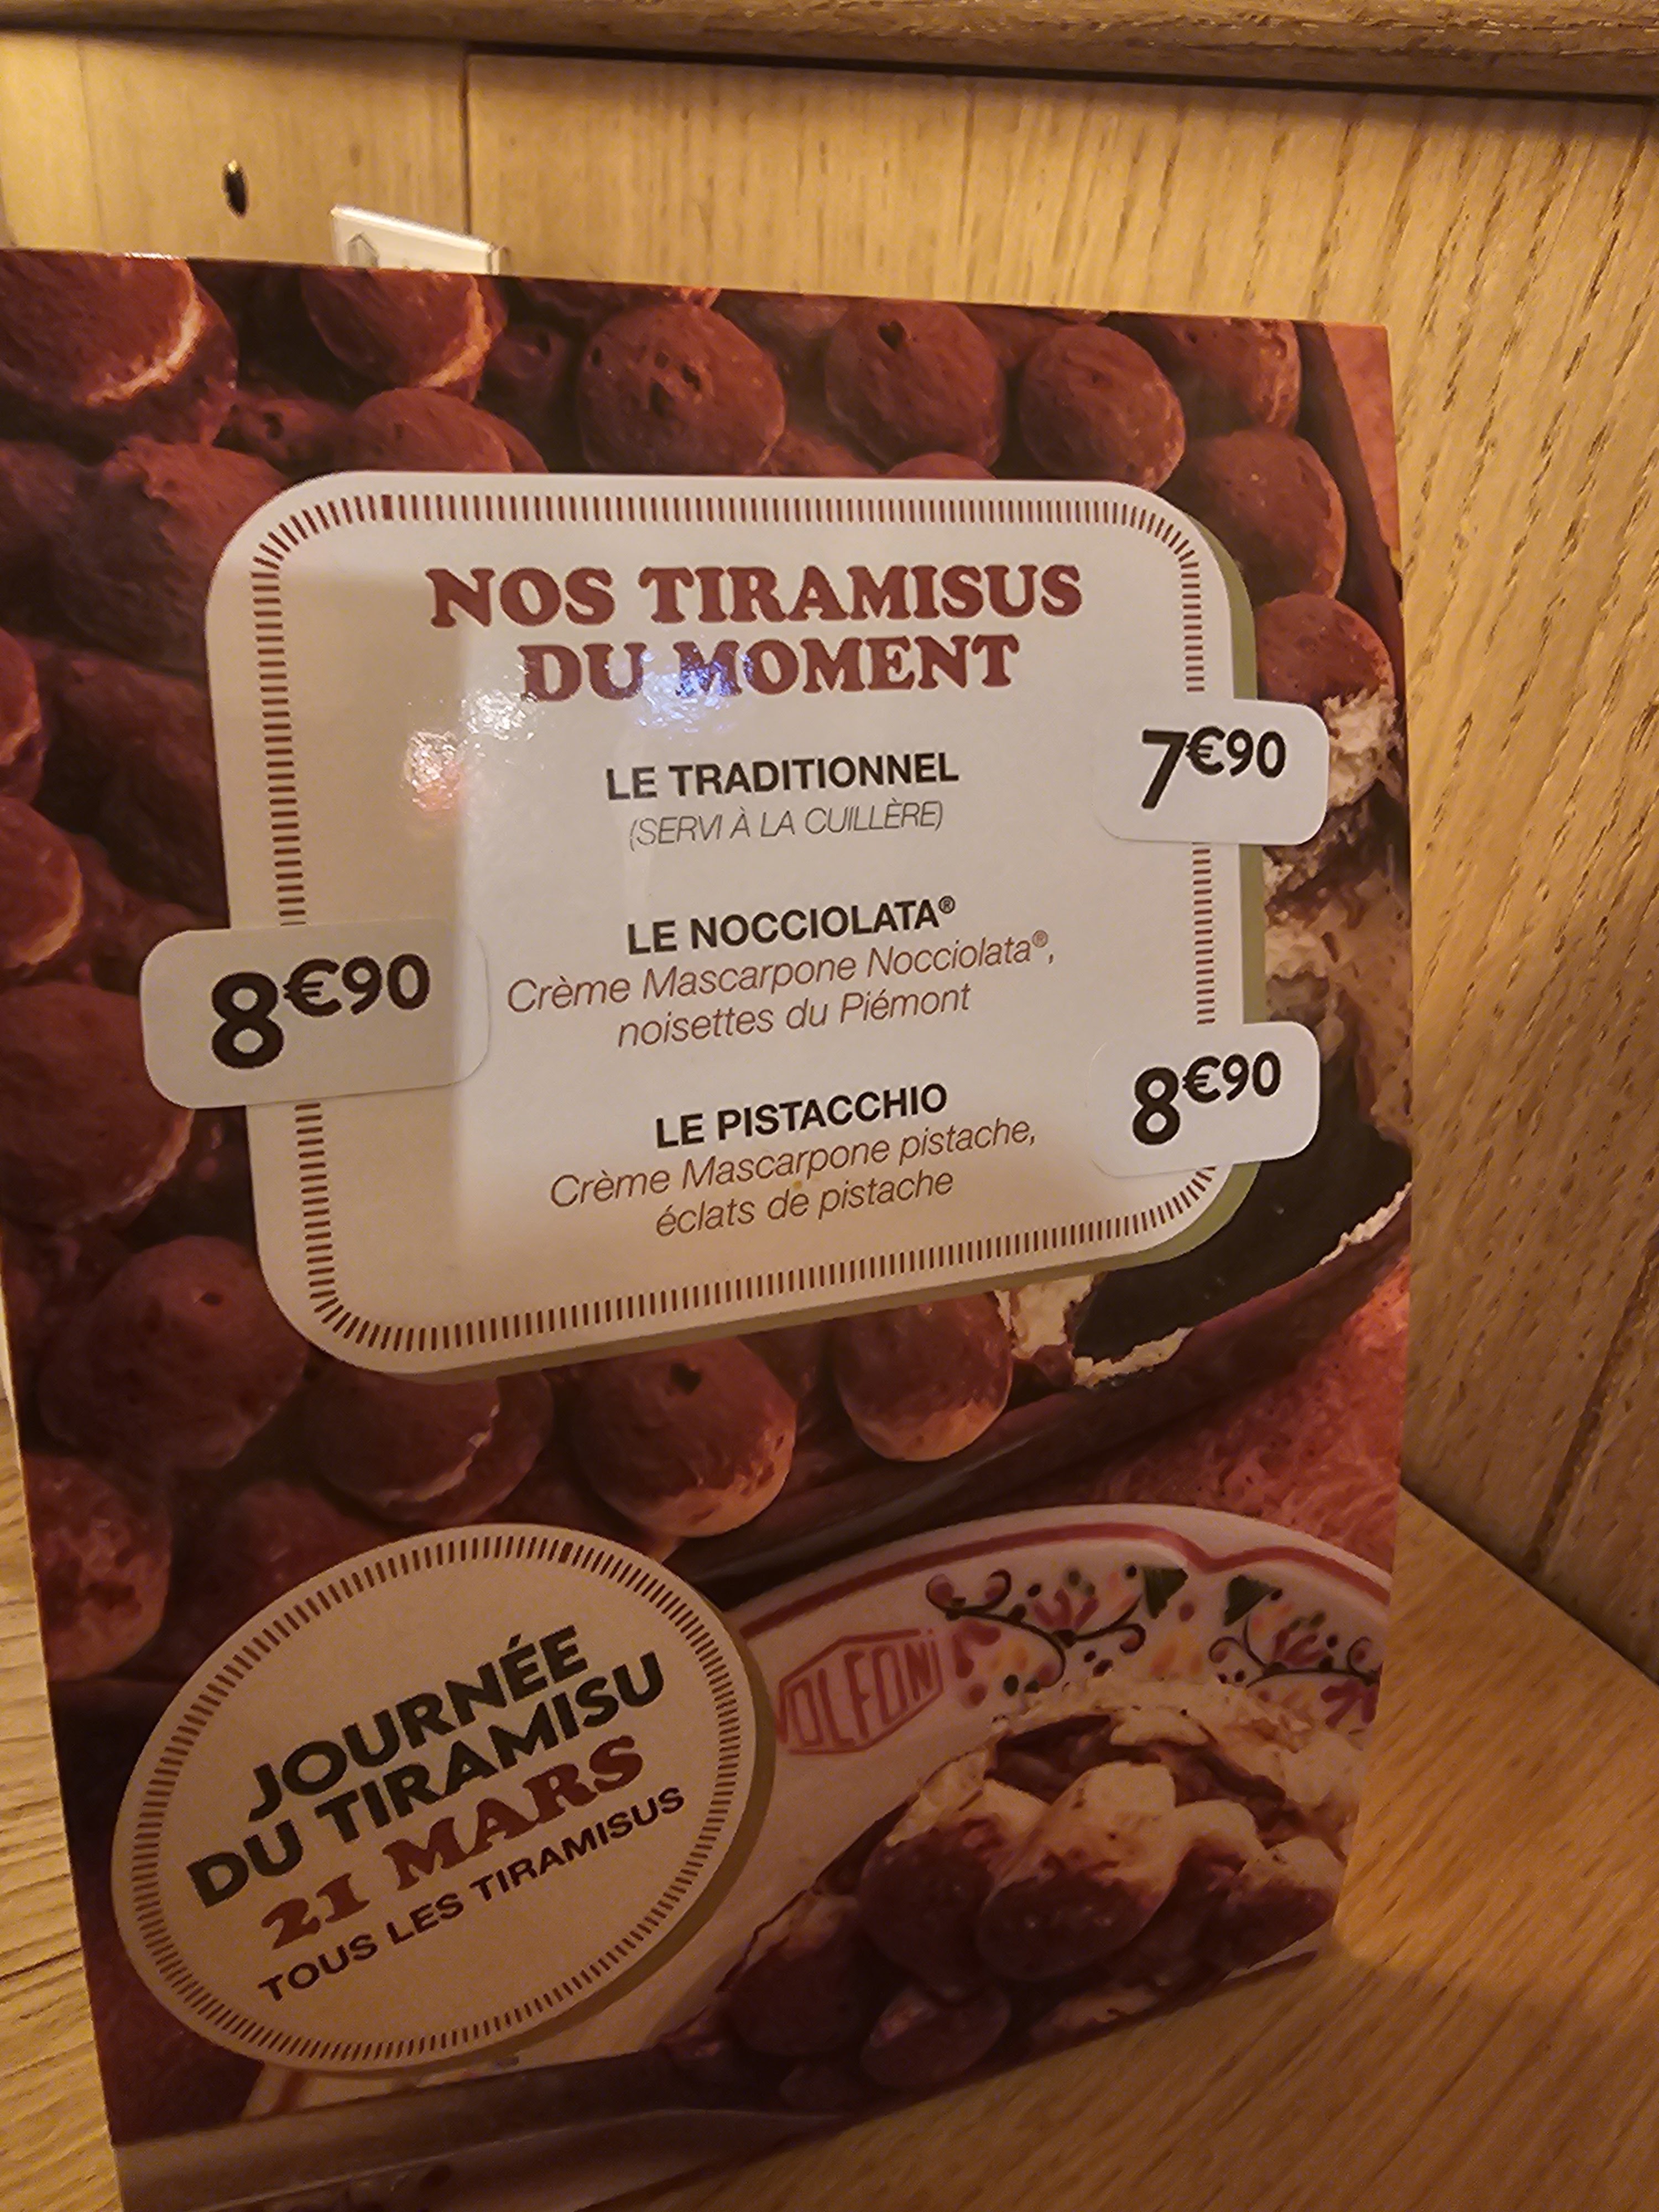 NOS TIRAMISUS
DU MOMENT
LE TRADITIONNEL
(SERVI À LA CUILLÈRE)
7€90
LE NOCCIOLATA®
Crème Mascarpone Nocciolata®,
noisettes du Piémont
8€90
LE PISTACCHIO
Crème Mascarpone pistache,
éclats de pistache
8€90
JOURNÉE
DU TIRAMISU
21 MARS
TOUS LES TIRAMISUS
VOLFONI